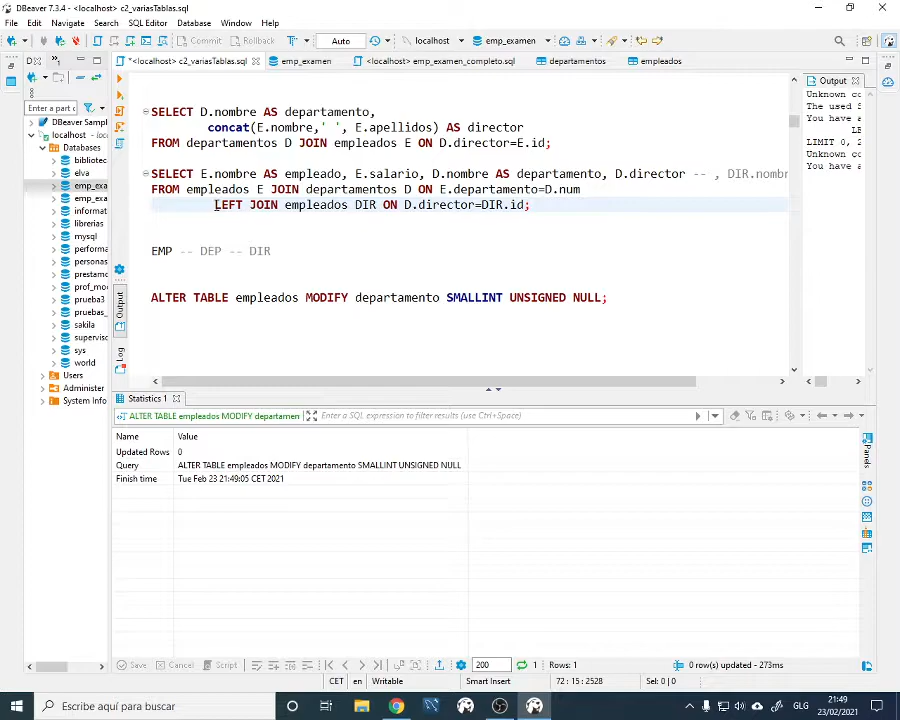 DBeaver 7.3.4 - <localhost> c2_variasTablas.sql
File Edit Navigate Search SQL Editor Database Window Help
Commit Rollback Auto localhost emp_examen
*<localhost> c2_variasTablas.sql emp_examen <localhost> emp_examen_completo.sql departamentos empleados Output
Enter a part o
DBeaver Sampl
localhost - loca
Databases
bibliotec
elva
emp_exa
emp_exa
informat
librerias
mysql
performa
personas
prestamo
prof_moc
prueba3
pruebas_
sakila
superviso
sys
world
Users
Administer
System Info
SELECT D.nombre AS departamento,
concat(E.nombre,' ', E.apellidos) AS director
FROM departamentos D JOIN empleados E ON D.director=E.id;
SELECT E.nombre AS empleado, E.salario, D.nombre AS departamento, D.director -- , DIR.nombr
FROM empleados E JOIN departamentos D ON E.departamento=D.num
LEFT JOIN empleados DIR ON D.director=DIR.id;
EMP -- DEP -- DIR
ALTER TABLE empleados MODIFY departamento SMALLINT UNSIGNED NULL;
Unknown co
The used S
You have a
LE
LIMIT 0, 2
Unknown co
You have a
Output
Log
Statistics 1
ALTER TABLE empleados MODIFY departamen Enter a SQL expression to filter results (use Ctrl+Space)
Name Value
Updated Rows 0
Query ALTER TABLE empleados MODIFY departamento SMALLINT UNSIGNED NULL
Finish time Tue Feb 23 21:49:05 CET 2021
Panels
Save Cancel Script 200 1 Rows: 1 0 row(s) updated - 273ms
CET en Writable Smart Insert 72 : 15 : 2528 Sel: 0 | 0
Escribe aquí para buscar GLG 21:49
23/02/2021